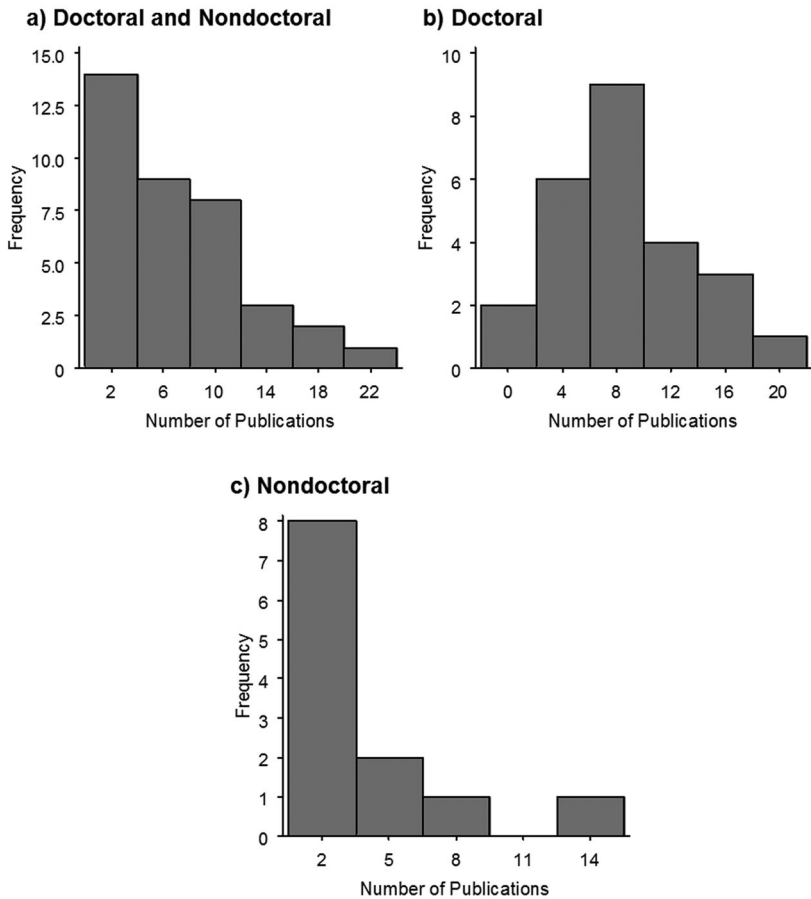 a) Doctoral and Nondoctoral
15.0
12.5
10.0
7.5
5.0
2.5
0
Frequency
2 6 10 14 18 22
Number of Publications
b) Doctoral
10
8
6
4
2
0
Frequency
0 4 8 12 16 20
Number of Publications
c) Nondoctoral
8
7
6
5
4
3
2
1
0
Frequency
2 5 8 11 14
Number of Publications